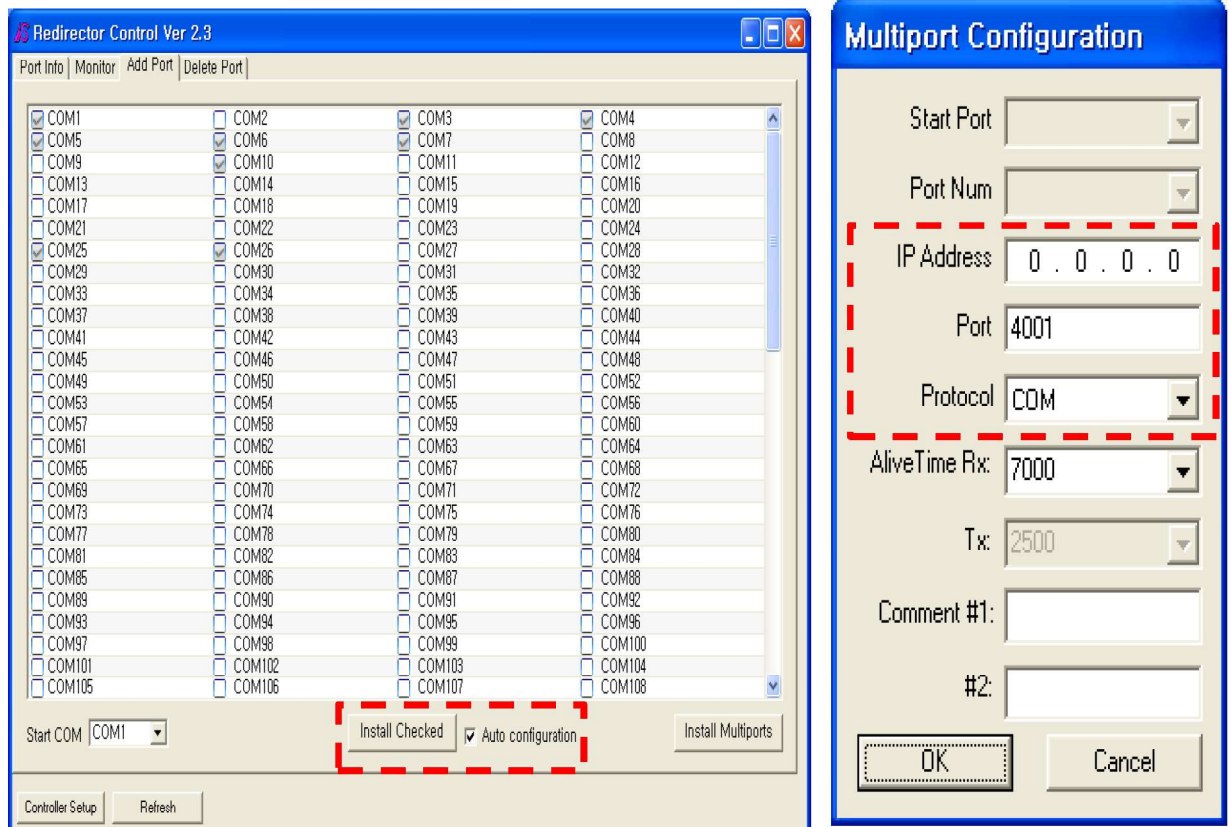 Redirector Control Ver 2.3
Port Info Monitor Add Port Delete Port
COM1 COM2 COM3 COM4
COM5 COM6 COM7 COM8
COM9 COM10 COM11 COM12
COM13 COM14 COM15 COM16
COM17 COM18 COM19 COM20
COM21 COM22 COM23 COM24
COM25 COM26 COM27 COM28
COM29 COM30 COM31 COM32
COM33 COM34 COM35 COM36
COM37 COM38 COM39 COM40
COM41 COM42 COM43 COM44
COM45 COM46 COM47 COM48
COM49 COM50 COM51 COM52
COM53 COM54 COM55 COM56
COM57 COM58 COM59 COM60
COM61 COM62 COM63 COM64
COM65 COM66 COM67 COM68
COM69 COM70 COM71 COM72
COM73 COM74 COM75 COM76
COM77 COM78 COM79 COM80
COM81 COM82 COM83 COM84
COM85 COM86 COM87 COM88
COM89 COM90 COM91 COM92
COM93 COM94 COM95 COM96
COM97 COM98 COM99 COM100
COM101 COM102 COM103 COM104
COM105 COM106 COM107 COM108
Start COM COM1 Install Checked Auto configuration Install Multiports
Controller Setup Refresh
Multiport Configuration
Start Port
Port Num
IP Address 0 . 0 . 0 . 0
Port 4001
Protocol COM
AliveTime Rx: 7000
Tx: 2500
Comment #1:
#2:
OK Cancel